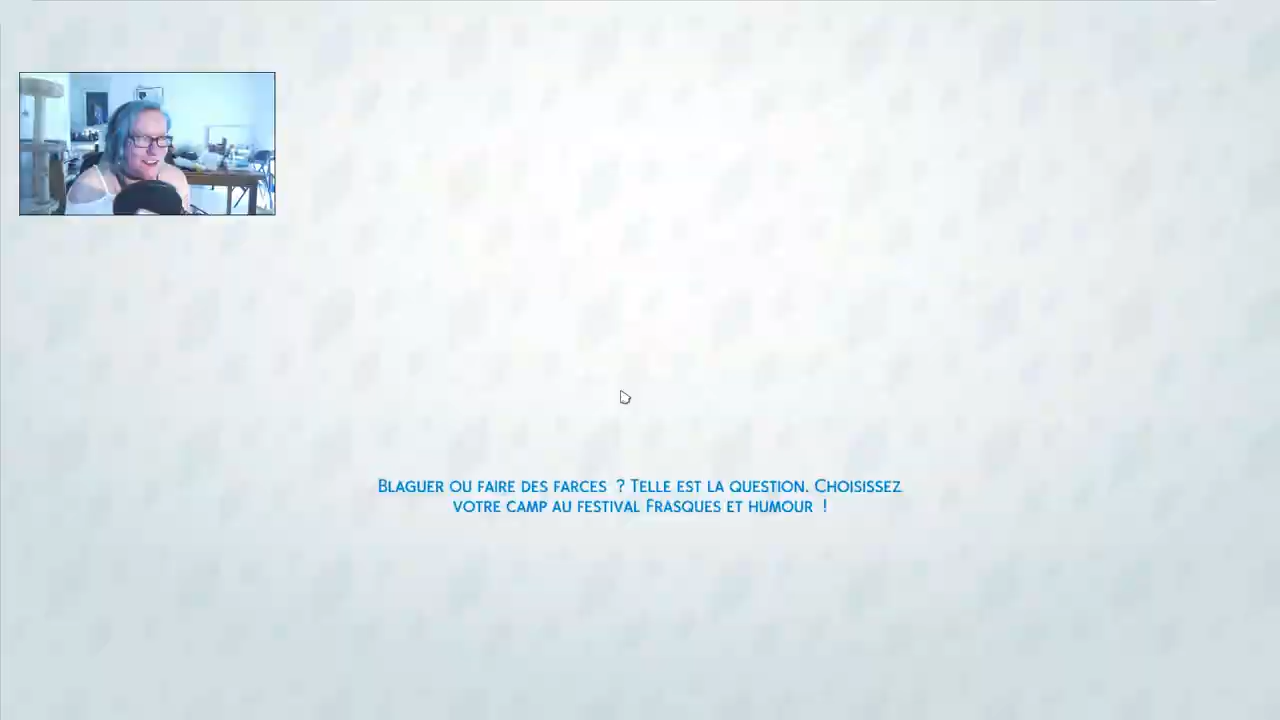 Blaguer ou faire des farces  ? Telle est la question. Choisissez
votre camp au festival Frasques et humour  !